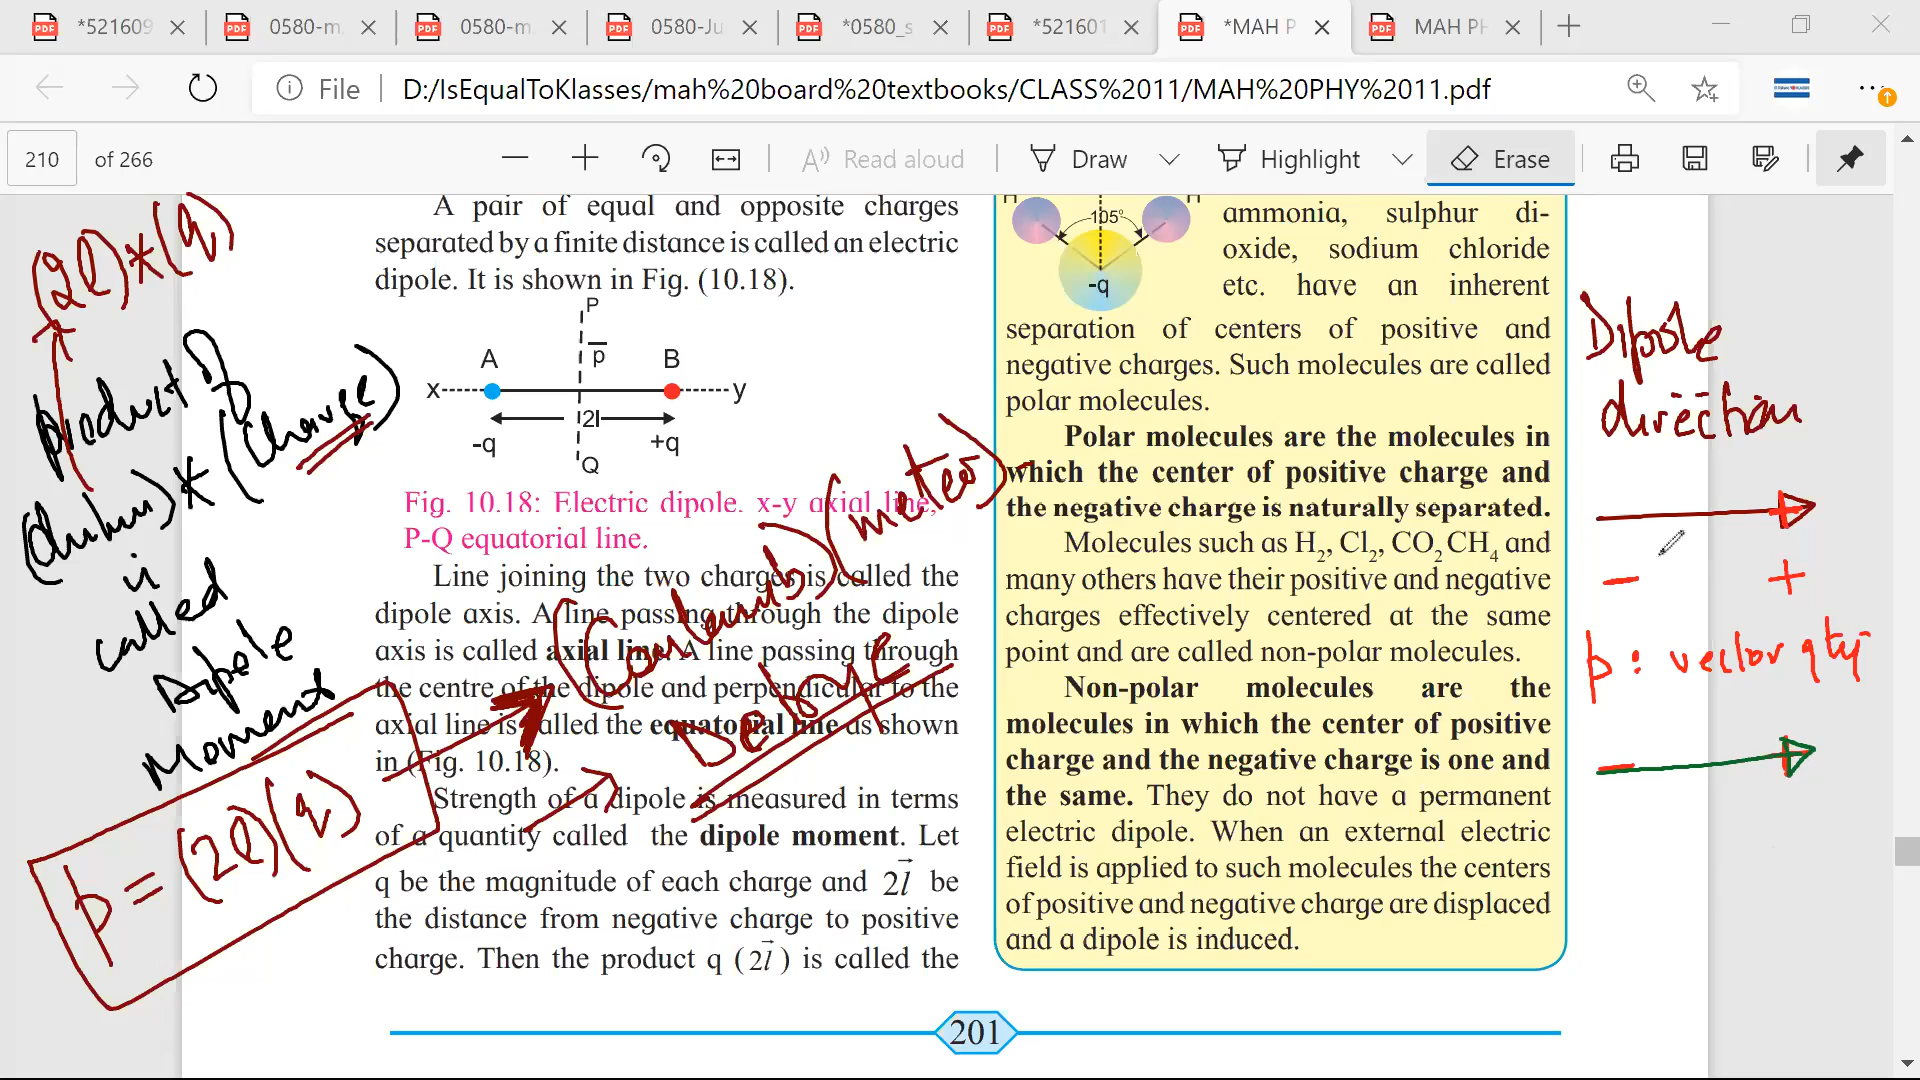 *521609
0580-m
0580-m
0580-Ju
*0580_s
*521601
*MAH P
MAH PH
File
D:/IsEqualToKlasses/mah%20board%20textbooks/CLASS%2011/MAH%20PHY%2011.pdf
210 of 266
Read aloud
Draw
Highlight
Erase
A pair of equal and opposite charges
separated by a finite distance is called an electric
dipole. It is shown in Fig. (10.18).
P
p
A B
x y
2l
-q +q
Q
Fig. 10.18: Electric dipole. x-y axial line,
P-Q equatorial line.
Line joining the two charges is called the
dipole axis. A line passing through the dipole
axis is called axial line. A line passing through
the centre of the dipole and perpendicular to the
axial line is called the equatorial line as shown
in (Fig. 10.18).
Strength of a dipole is measured in terms
of a quantity called the dipole moment. Let
q be the magnitude of each charge and 2l⃗ be
the distance from negative charge to positive
charge. Then the product q (2l⃗) is called the
H H
105°
-q
ammonia, sulphur di-
oxide, sodium chloride
etc. have an inherent
separation of centers of positive and
negative charges. Such molecules are called
polar molecules.
Polar molecules are the molecules in
which the center of positive charge and
the negative charge is naturally separated.
Molecules such as H₂, Cl₂, CO₂ CH₄ and
many others have their positive and negative
charges effectively centered at the same
point and are called non-polar molecules.
Non-polar molecules are the
molecules in which the center of positive
charge and the negative charge is one and
the same. They do not have a permanent
electric dipole. When an external electric
field is applied to such molecules the centers
of positive and negative charge are displaced
and a dipole is induced.
201
(2l)*(q)
product of
* (charge)
is
called
Dipole
Moment
p = (2l)(q)
(Coulombs)(meter)
Debye
Dipole
direction
- +
p : vector qty